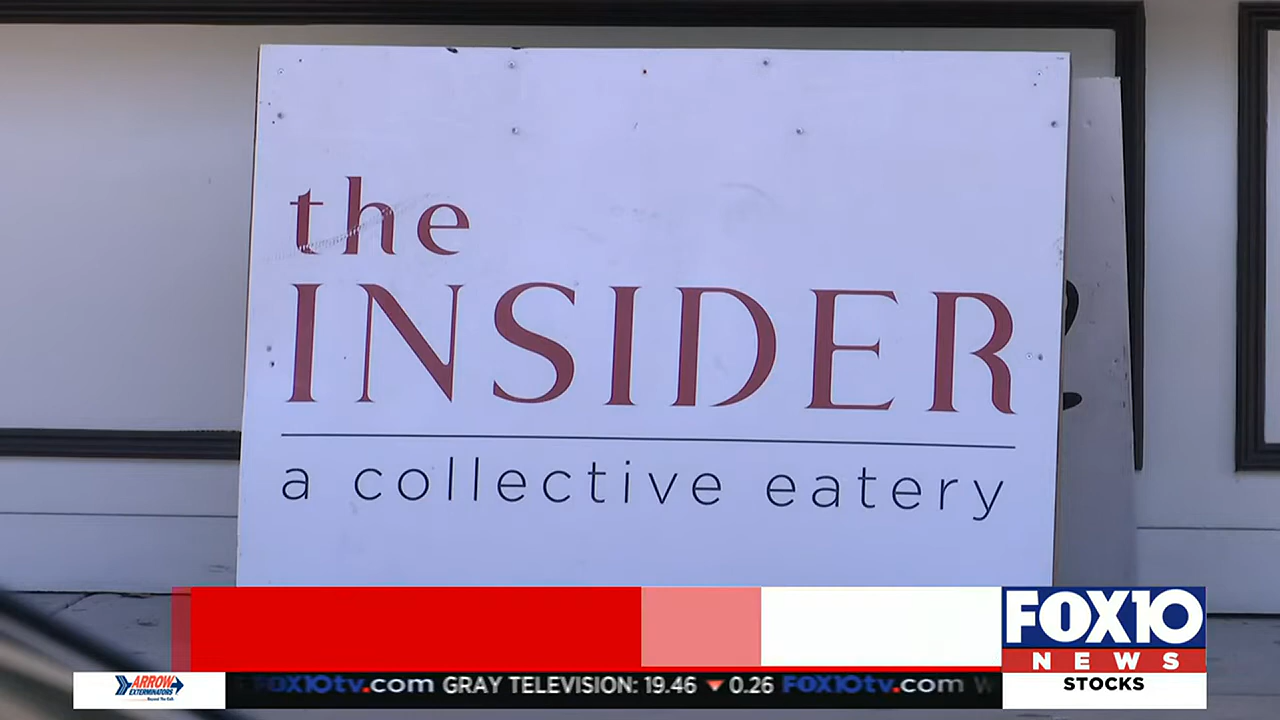 the
INSIDER
a collective eatery
FOX10
NEWS
STOCKS
ARROW
EXTERMINATORS
FOX10tv.com GRAY TELEVISION: 19.46 ▼ 0.26 FOX10tv.com W